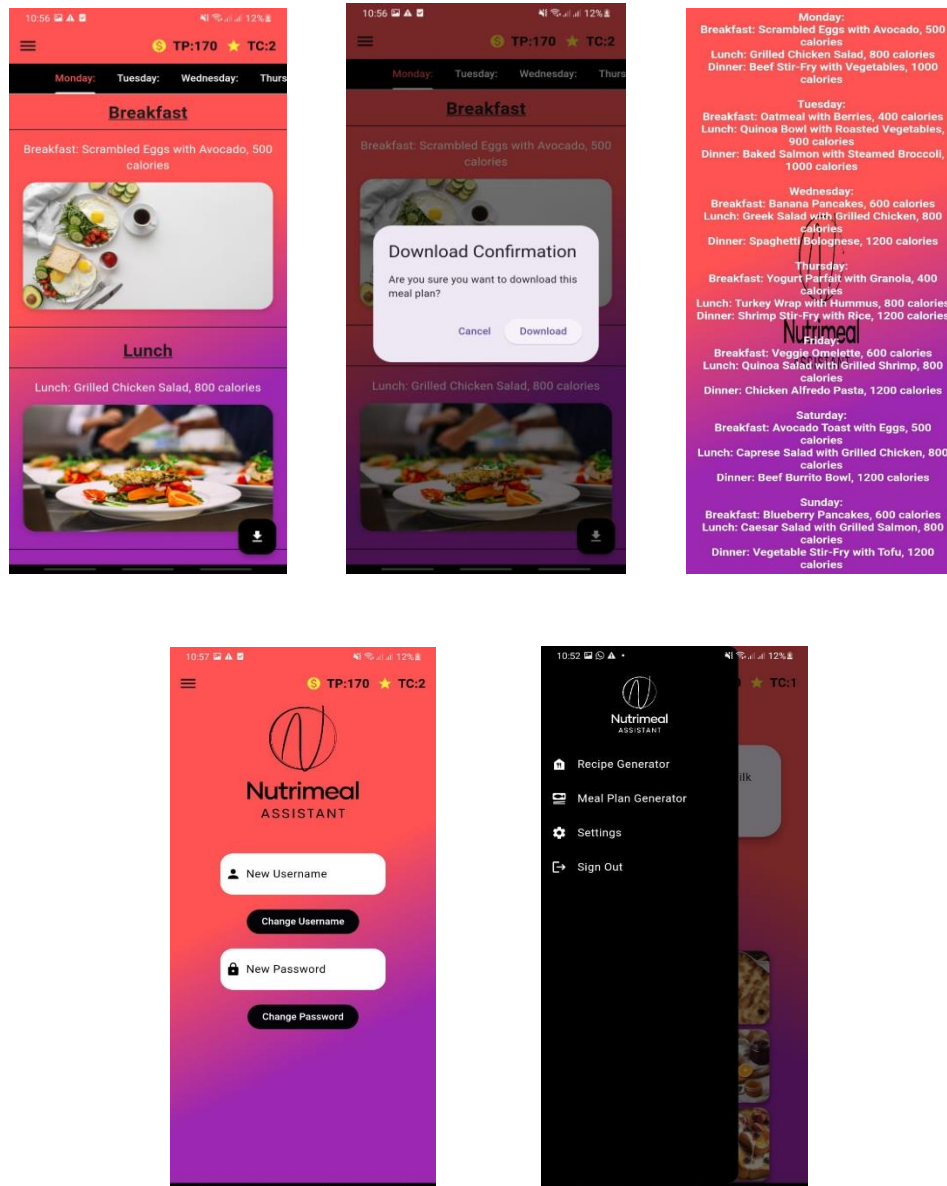 10:56 12%
TP:170 TC:2
Monday: Tuesday: Wednesday: Thurs
Breakfast
Breakfast: Scrambled Eggs with Avocado, 500
calories
Lunch
Lunch: Grilled Chicken Salad, 800 calories
10:56 12%
TP:170 TC:2
Monday: Tuesday: Wednesday: Thurs
Breakfast
Breakfast: Scrambled Eggs with Avocado, 500
calories
Download Confirmation
Are you sure you want to download this
meal plan?
Cancel Download
Lunch
Lunch: Grilled Chicken Salad, 800 calories
Monday:
Breakfast: Scrambled Eggs with Avocado, 500
calories
Lunch: Grilled Chicken Salad, 800 calories
Dinner: Beef Stir-Fry with Vegetables, 1000
calories
Tuesday:
Breakfast: Oatmeal with Berries, 400 calories
Lunch: Quinoa Bowl with Roasted Vegetables,
900 calories
Dinner: Baked Salmon with Steamed Broccoli,
1000 calories
Wednesday:
Breakfast: Banana Pancakes, 600 calories
Lunch: Greek Salad with Grilled Chicken, 800
calories
Dinner: Spaghetti Bolognese, 1200 calories
Thursday:
Breakfast: Yogurt Parfait with Granola, 400
calories
Lunch: Turkey Wrap with Hummus, 800 calories
Dinner: Shrimp Stir-Fry with Rice, 1200 calories
Nutrimeal
Friday:
Breakfast: Veggie Omelette, 600 calories
Lunch: Quinoa Salad with Grilled Shrimp, 800
ASSISTANT
calories
Dinner: Chicken Alfredo Pasta, 1200 calories
Saturday:
Breakfast: Avocado Toast with Eggs, 500
calories
Lunch: Caprese Salad with Grilled Chicken, 800
calories
Dinner: Beef Burrito Bowl, 1200 calories
Sunday:
Breakfast: Blueberry Pancakes, 600 calories
Lunch: Caesar Salad with Grilled Salmon, 800
calories
Dinner: Vegetable Stir-Fry with Tofu, 1200
calories
10:57 12%
TP:170 TC:2
Nutrimeal
ASSISTANT
New Username
Change Username
New Password
Change Password
10:52 12%
TC:1
Nutrimeal
ASSISTANT
ilk
Recipe Generator
Meal Plan Generator
Settings
Sign Out